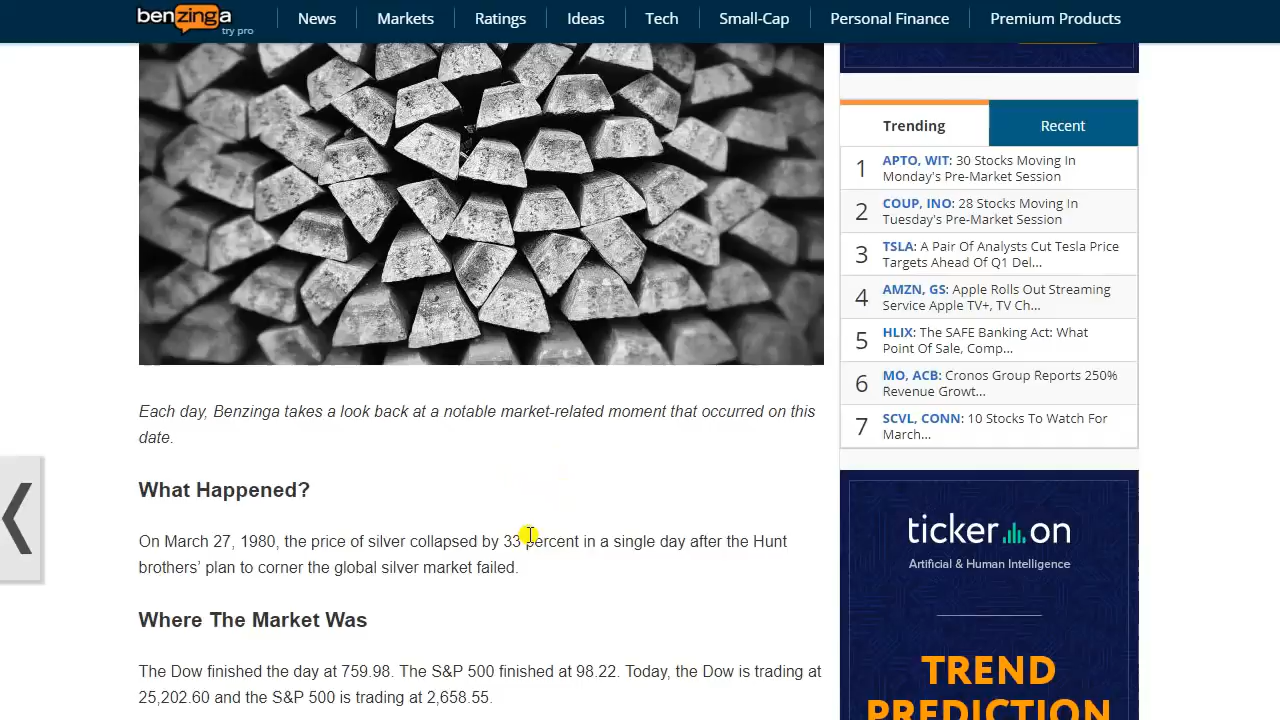 benzinga
try pro
News
Markets
Ratings
Ideas
Tech
Small-Cap
Personal Finance
Premium Products
Each day, Benzinga takes a look back at a notable market-related moment that occurred on this
date.
What Happened?
On March 27, 1980, the price of silver collapsed by 33 percent in a single day after the Hunt
brothers’ plan to corner the global silver market failed.
Where The Market Was
The Dow finished the day at 759.98. The S&P 500 finished at 98.22. Today, the Dow is trading at
25,202.60 and the S&P 500 is trading at 2,658.55.
Trending
Recent
1 APTO, WIT: 30 Stocks Moving In
Monday's Pre-Market Session
2 COUP, INO: 28 Stocks Moving In
Tuesday's Pre-Market Session
3 TSLA: A Pair Of Analysts Cut Tesla Price
Targets Ahead Of Q1 Del...
4 AMZN, GS: Apple Rolls Out Streaming
Service Apple TV+, TV Ch...
5 HLIX: The SAFE Banking Act: What
Point Of Sale, Comp...
6 MO, ACB: Cronos Group Reports 250%
Revenue Growt...
7 SCVL, CONN: 10 Stocks To Watch For
March...
tickeron
Artificial & Human Intelligence
TREND
PREDICTION